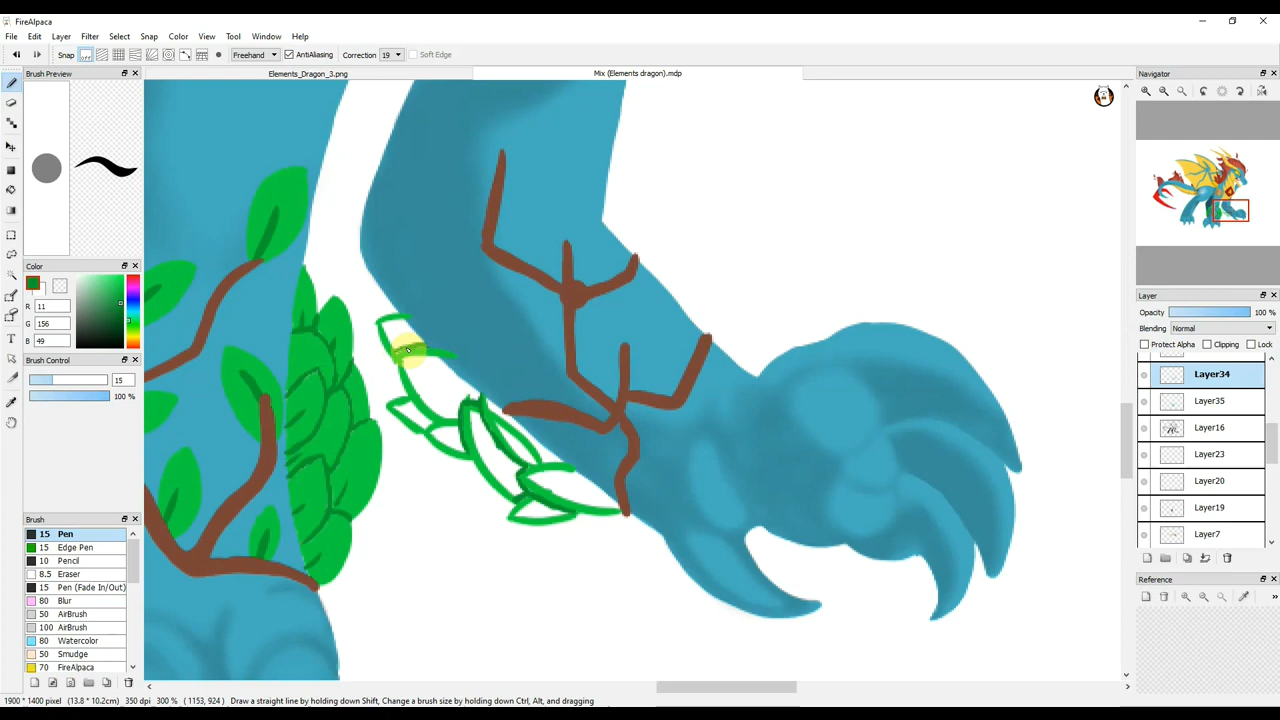 FireAlpaca
File Edit Layer Filter Select Snap Color View Tool Window Help
Snap off Freehand AntiAliasing Correction 19 Soft Edge
Brush Preview
Elements_Dragon_3.png
Mix (Elements dragon).mdp
Navigator
Color
R 11
G 156
B 49
Brush Control
15
100 %
Brush
15 Pen
15 Edge Pen
10 Pencil
8.5 Eraser
15 Pen (Fade In/Out)
80 Blur
50 AirBrush
100 AirBrush
80 Watercolor
50 Smudge
70 FireAlpaca
Layer
Opacity 100 %
Blending Normal
Protect Alpha Clipping Lock
Layer34
Layer35
Layer16
Layer23
Layer20
Layer19
Layer7
Reference
1900 * 1400 pixel (13.8 * 10.2cm) 350 dpi 300 % ( 1153, 924 ) Draw a straight line by holding down Shift, Change a brush size by holding down Ctrl, Alt, and dragging